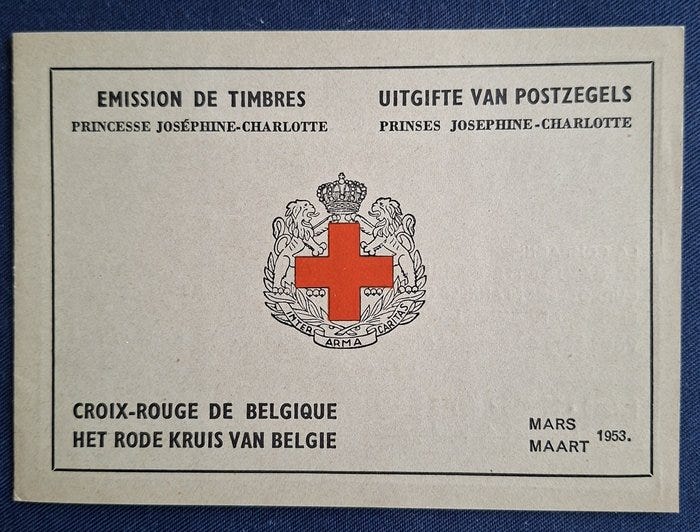 EMISSION DE TIMBRES
PRINCESSE JOSÉPHINE-CHARLOTTE
UITGIFTE VAN POSTZEGELS
PRINSES JOSEPHINE-CHARLOTTE
INTER ARMA CARITAS
CROIX-ROUGE DE BELGIQUE
HET RODE KRUIS VAN BELGIE
MARS
MAART 1953.